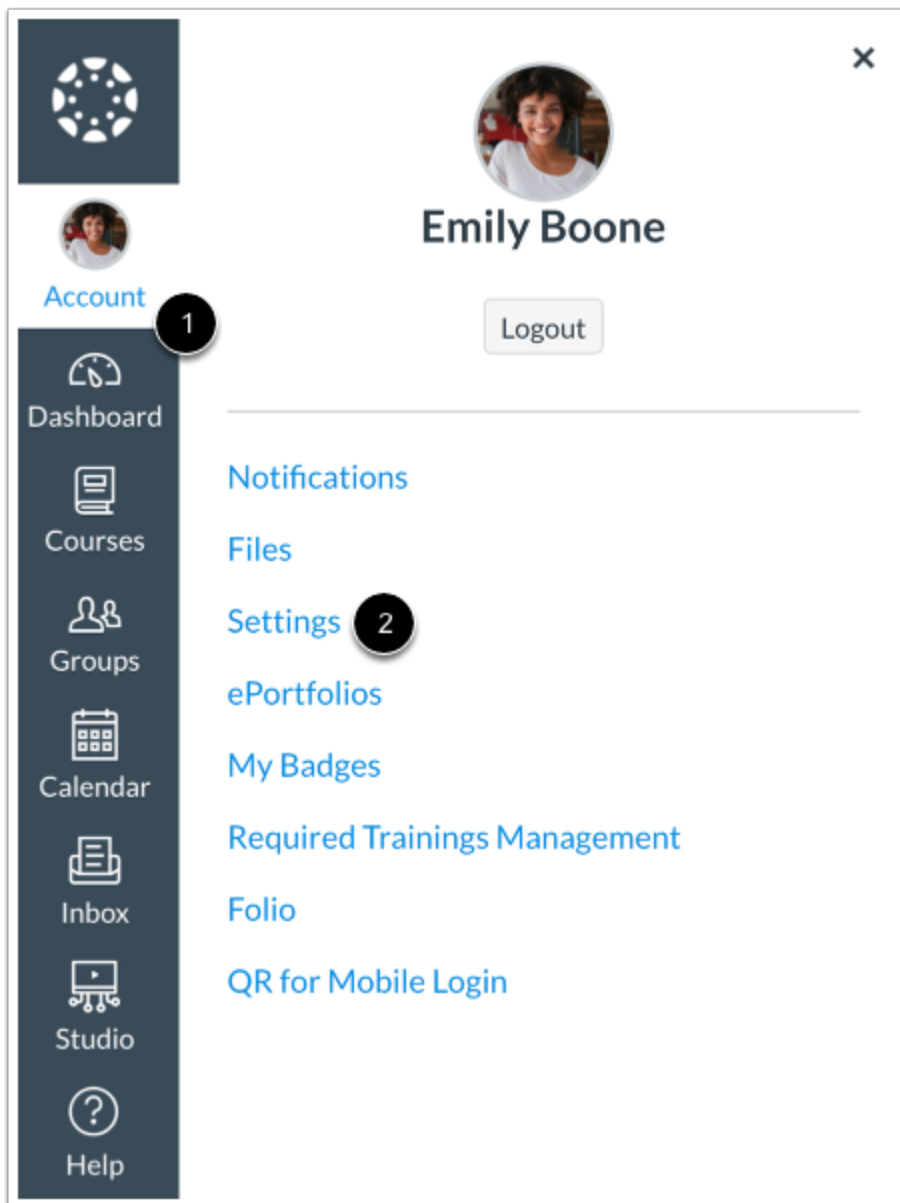 Emily Boone
Account
1
Logout
Dashboard
Courses
Groups
Calendar
Inbox
Studio
Help
Notifications
Files
Settings 2
ePortfolios
My Badges
Required Trainings Management
Folio
QR for Mobile Login